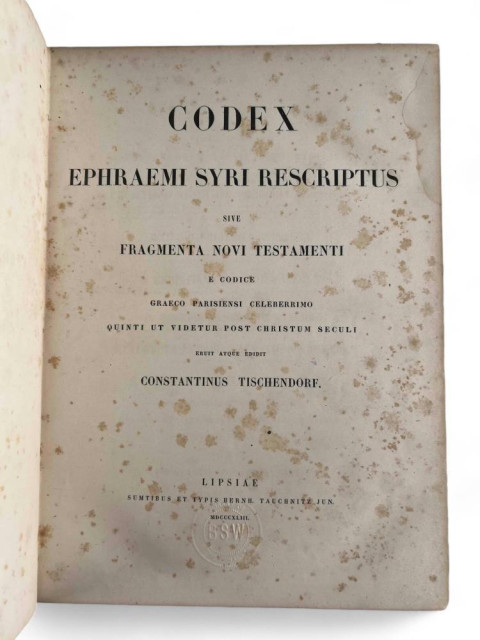 CODEX
EPHRAEMI SYRI RESCRIPTUS
SIVE
FRAGMENTA NOVI TESTAMENTI
E CODICE
GRAECO PARISIENSI CELEBERRIMO
QUINTI UT VIDETUR POST CHRISTUM SECULI
ERUIT ATQUE EDIDIT
CONSTANTINUS TISCHENDORF.
LIPSIAE
SUMTIBUS ET TYPIS BERNH. TAUCHNITZ JUN.
MDCCCXLIII.
SSW